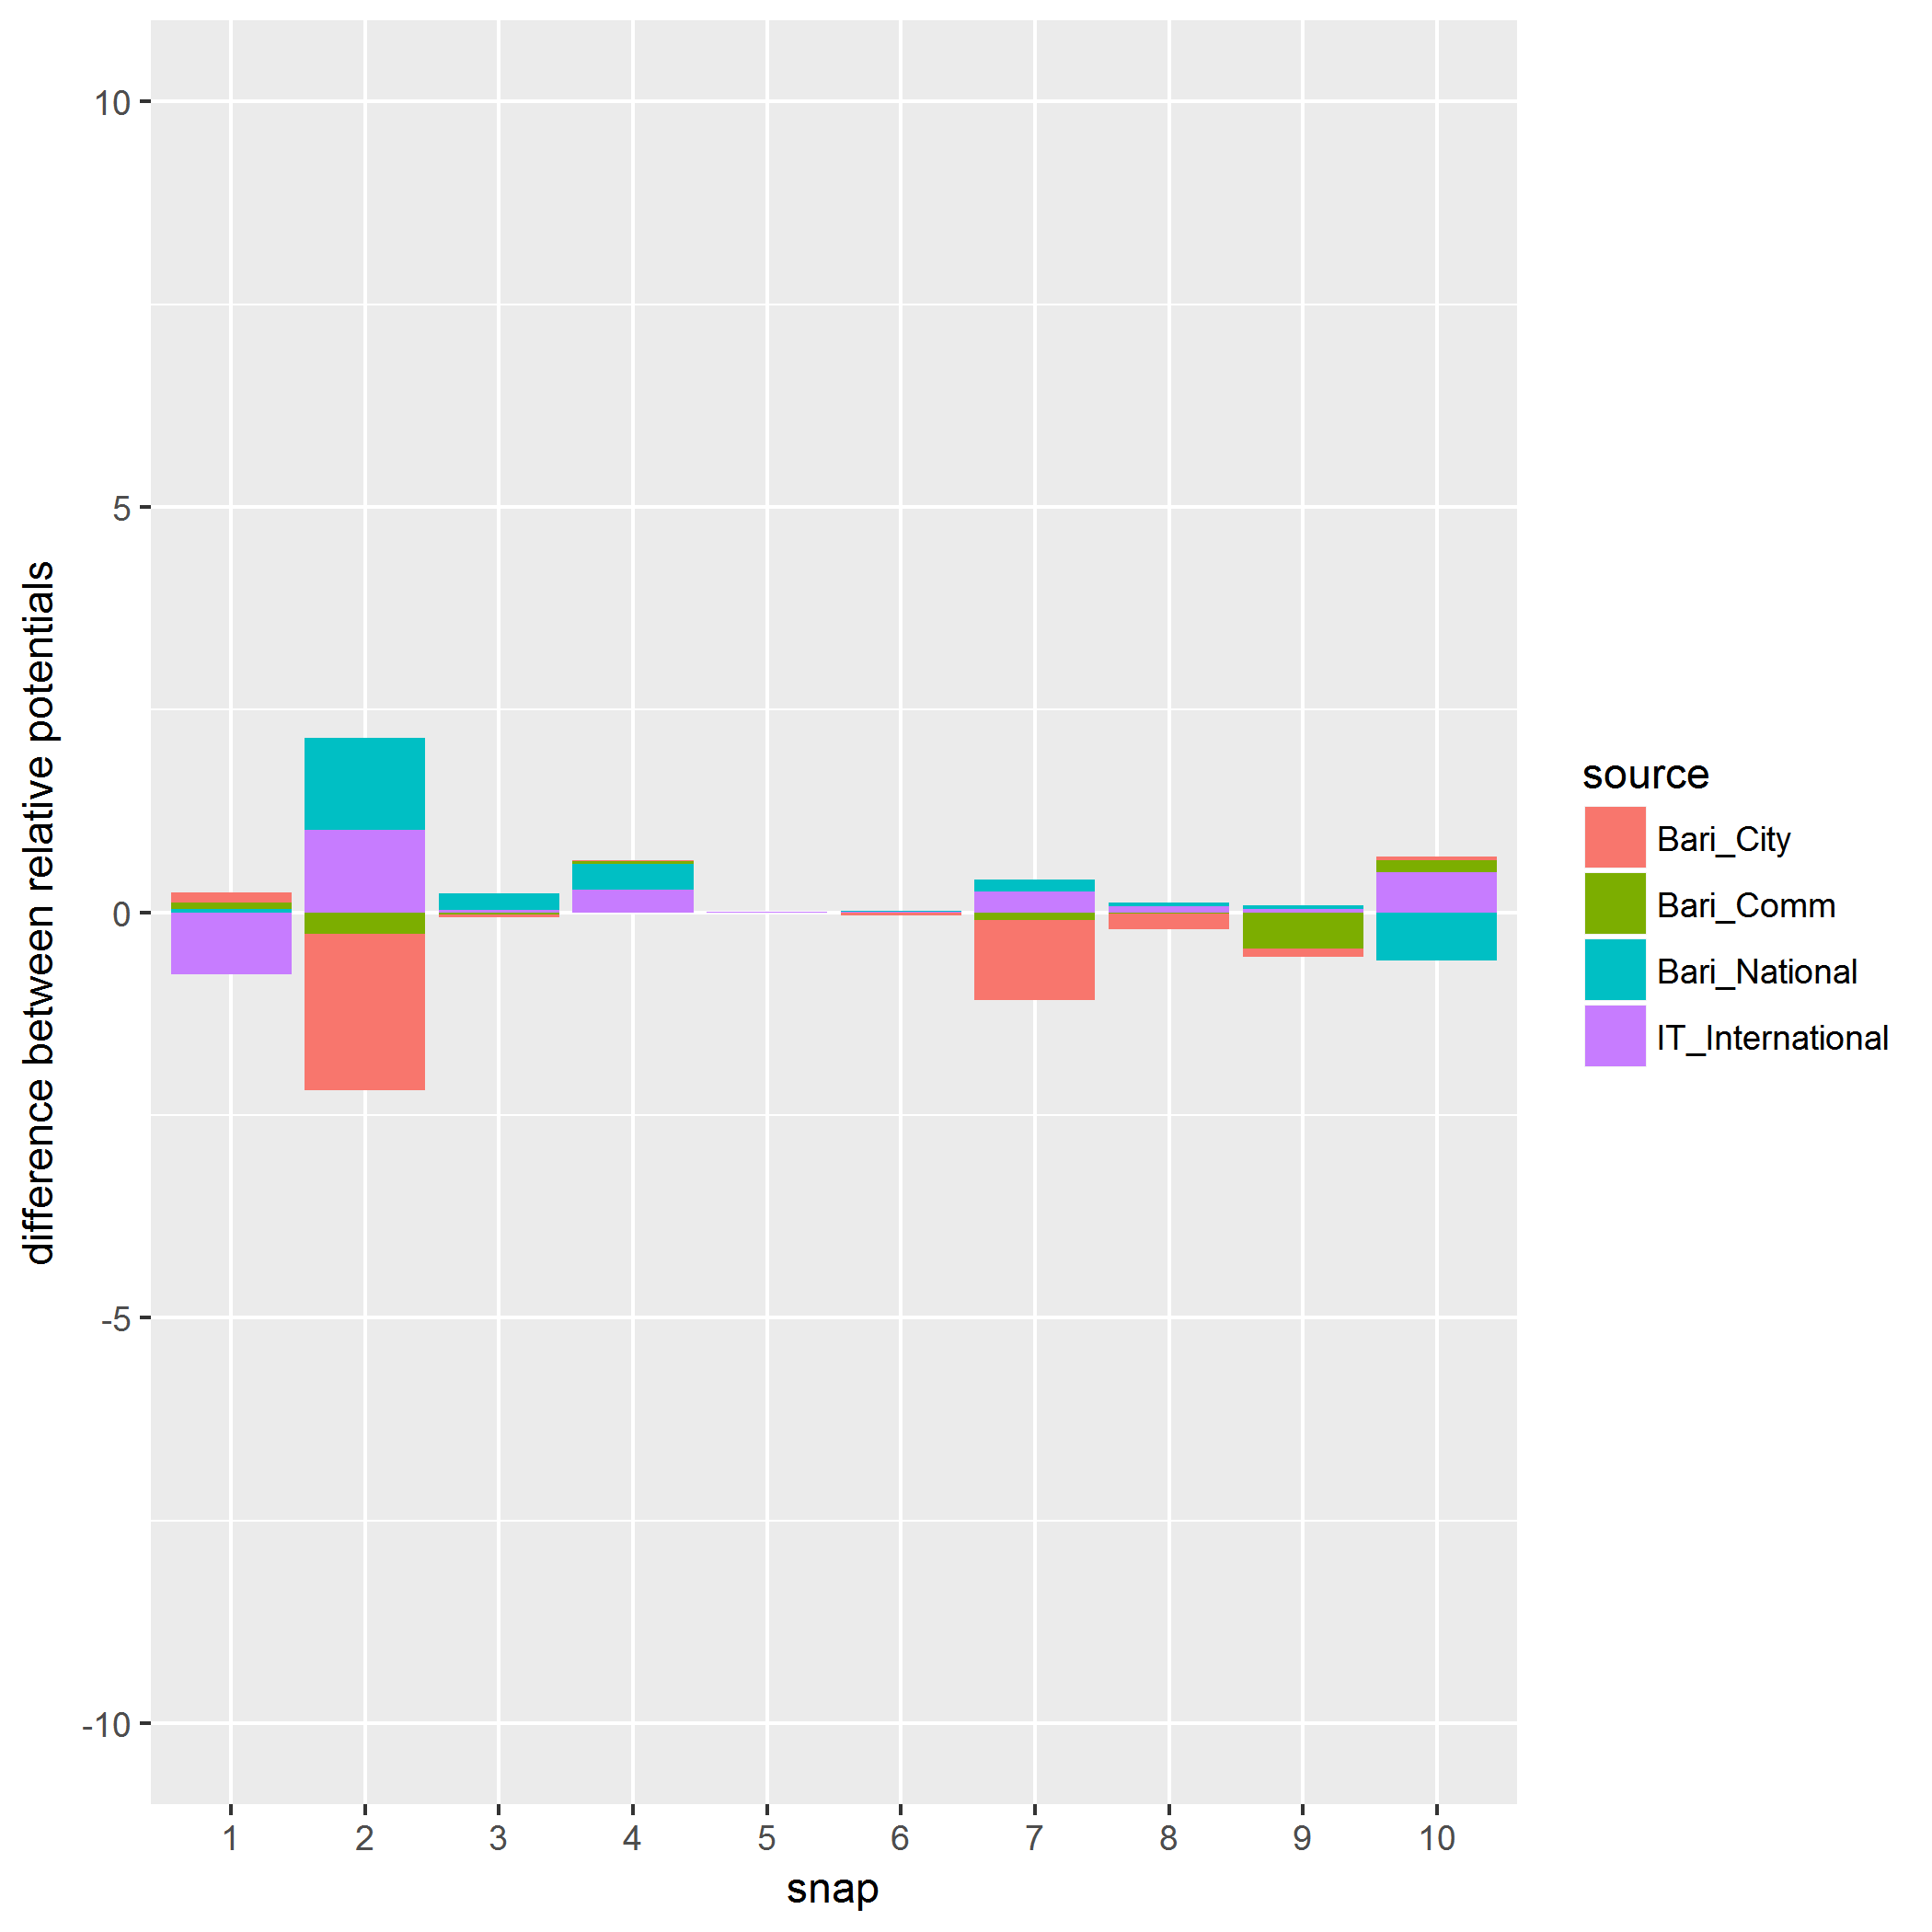 10
5
0
-5
-10
difference between relative potentials
1 2 3 4 5 6 7 8 9 10
snap
source
Bari_City
Bari_Comm
Bari_National
IT_International